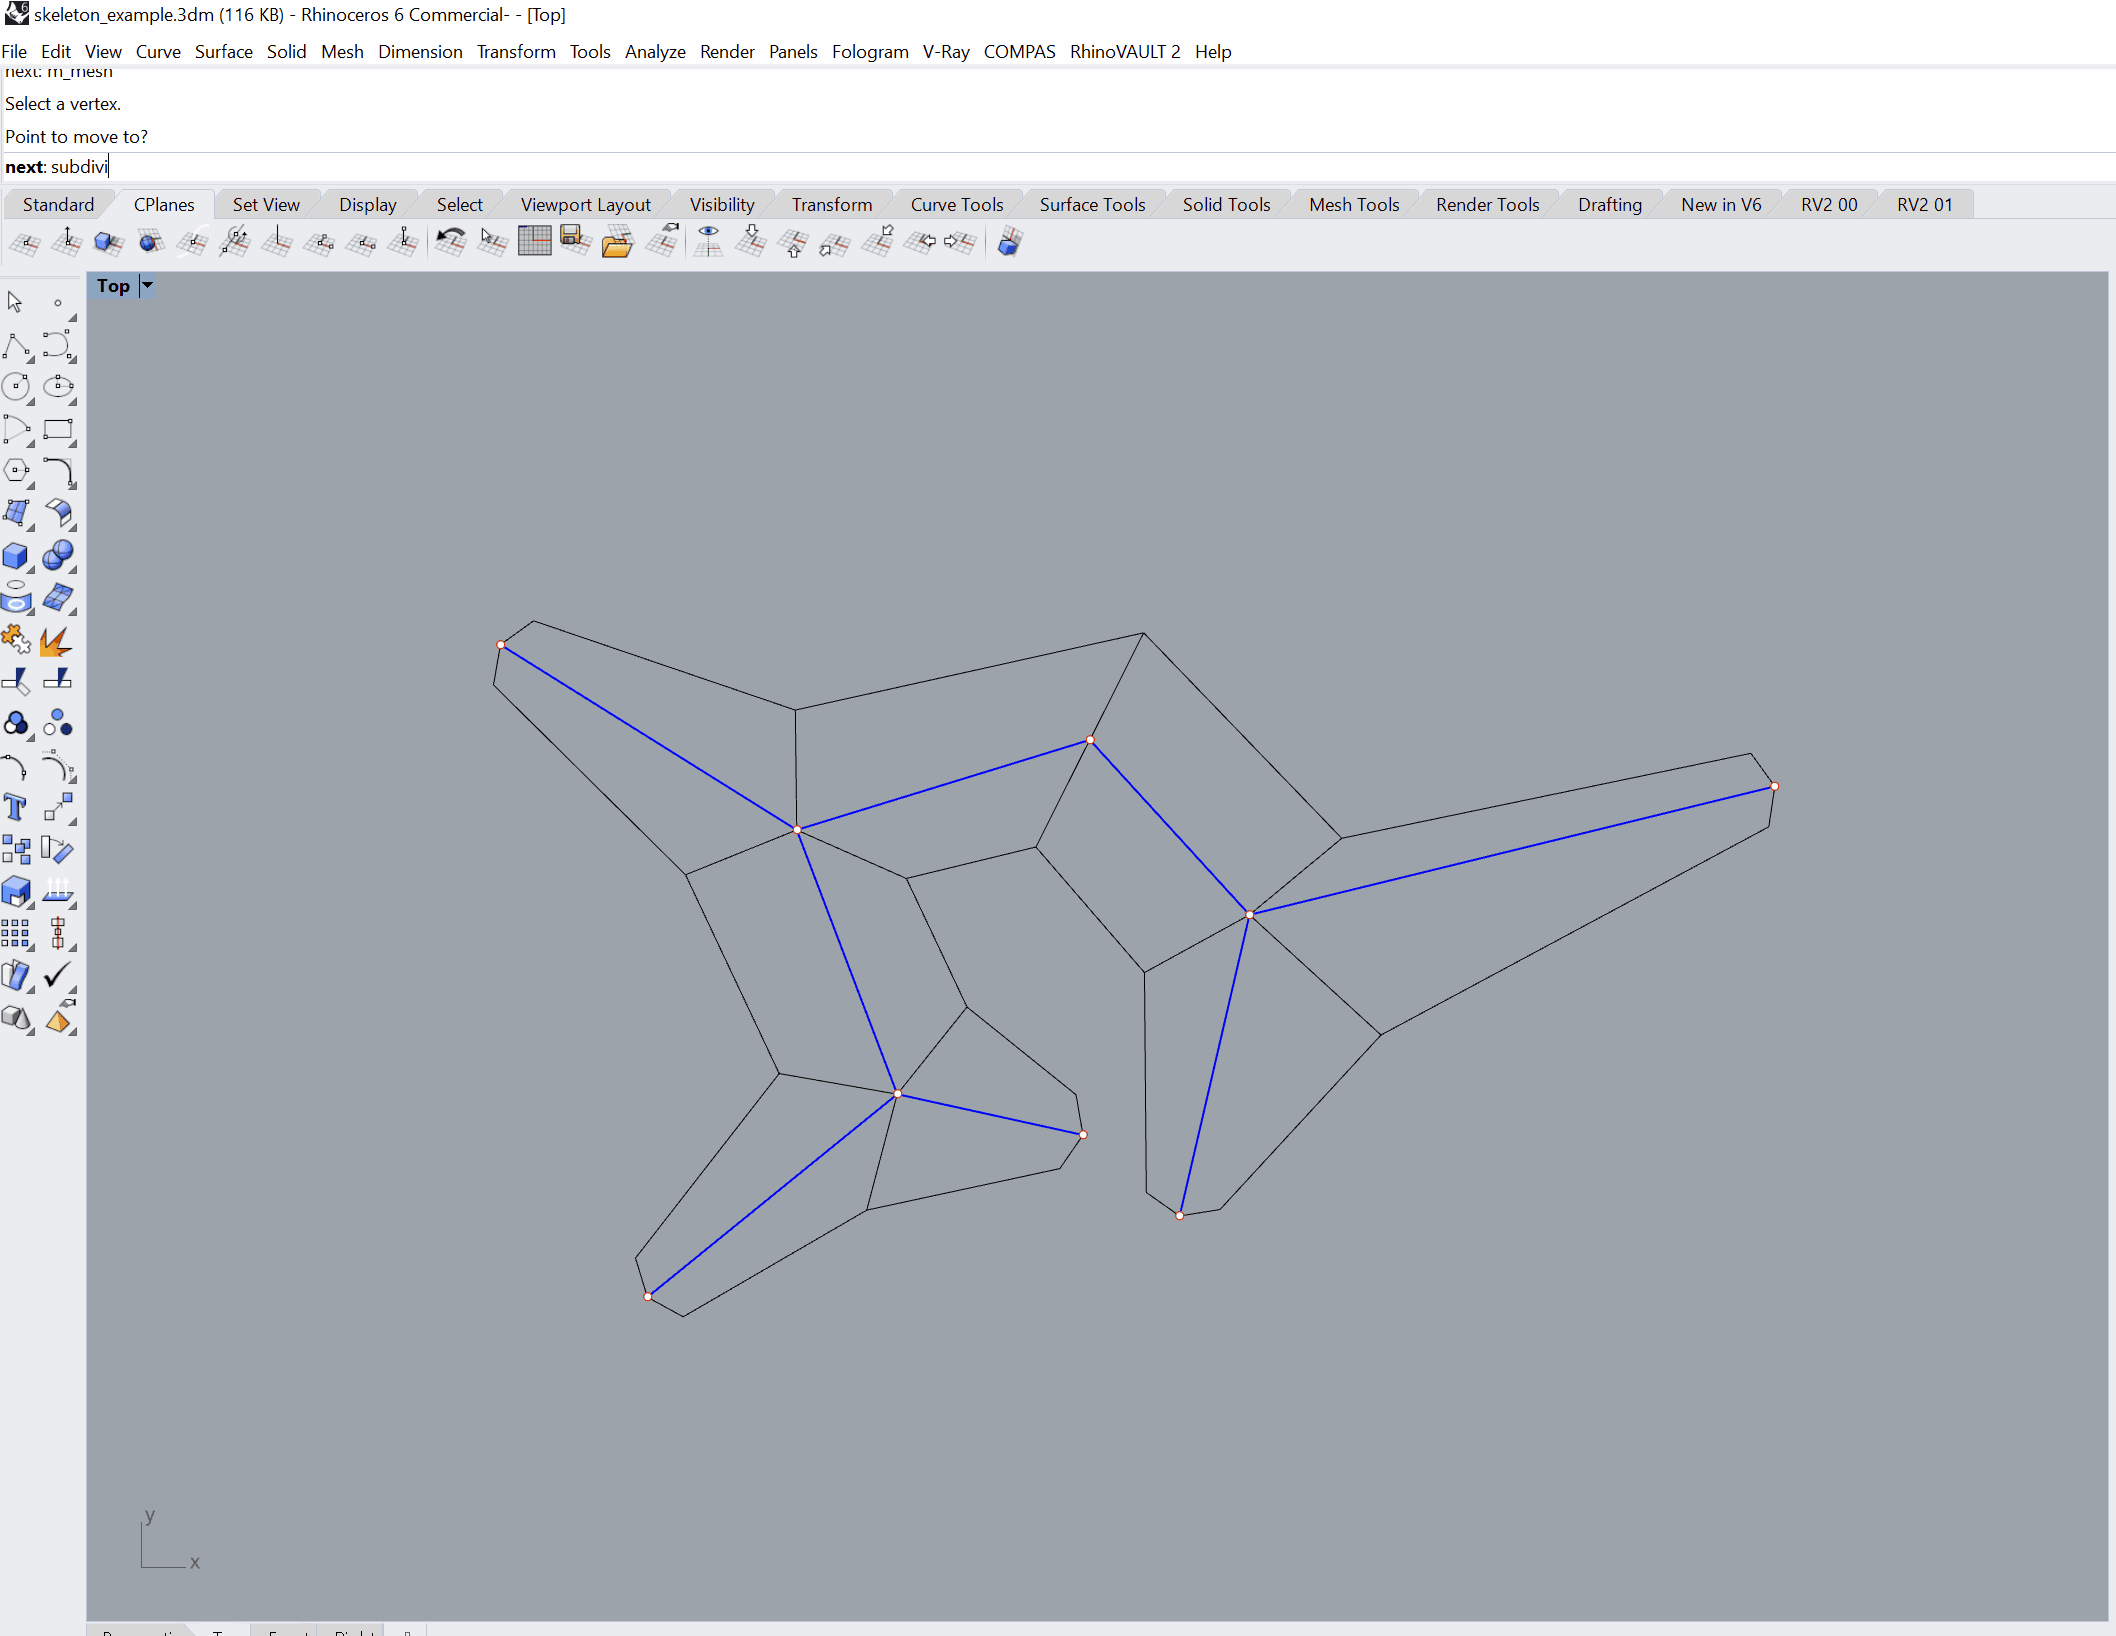 skeleton_example.3dm (116 KB) - Rhinoceros 6 Commercial- - [Top]
File Edit View Curve Surface Solid Mesh Dimension Transform Tools Analyze Render Panels Fologram V-Ray COMPAS RhinoVAULT 2 Help
next: m_mesh
Select a vertex.
Point to move to?
next: subdivi
Standard CPlanes Set View Display Select Viewport Layout Visibility Transform Curve Tools Surface Tools Solid Tools Mesh Tools Render Tools Drafting New in V6 RV2 00 RV2 01
Top
y
x